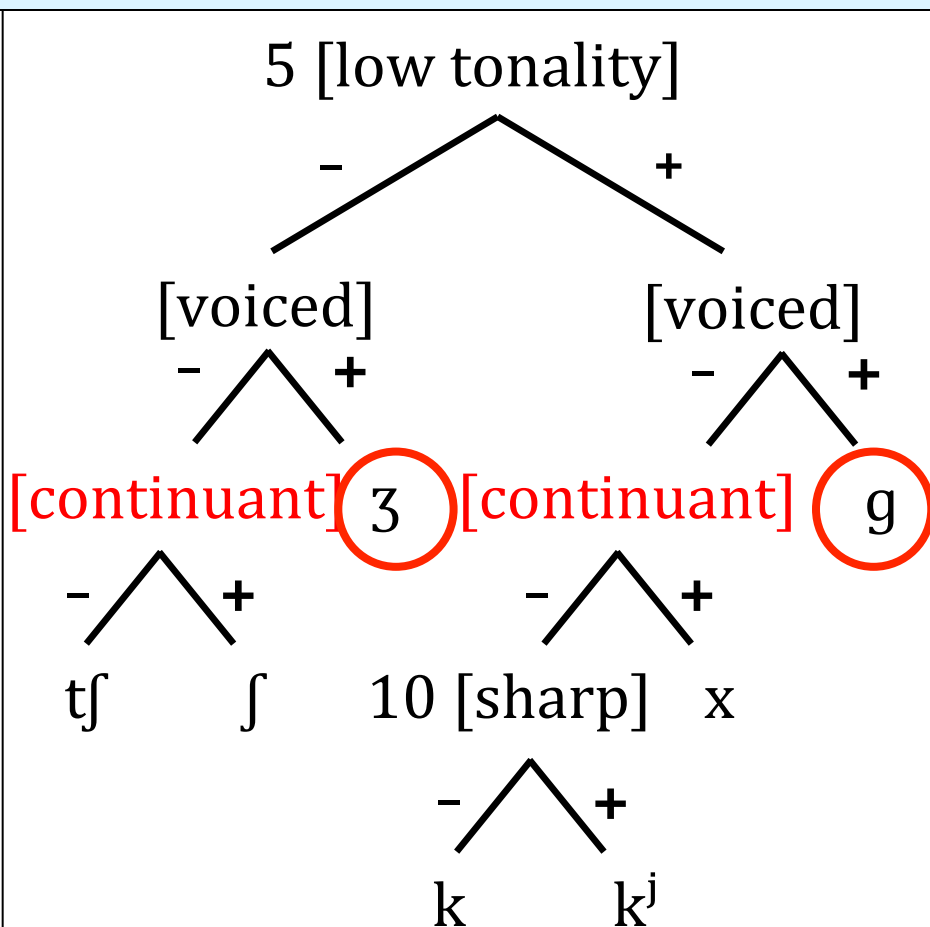 5 [low tonality]
– +
[voiced] [voiced]
– + – +
[continuant] ʒ [continuant] g
– + – +
tʃ ʃ 10 [sharp] x
– +
k kʲ